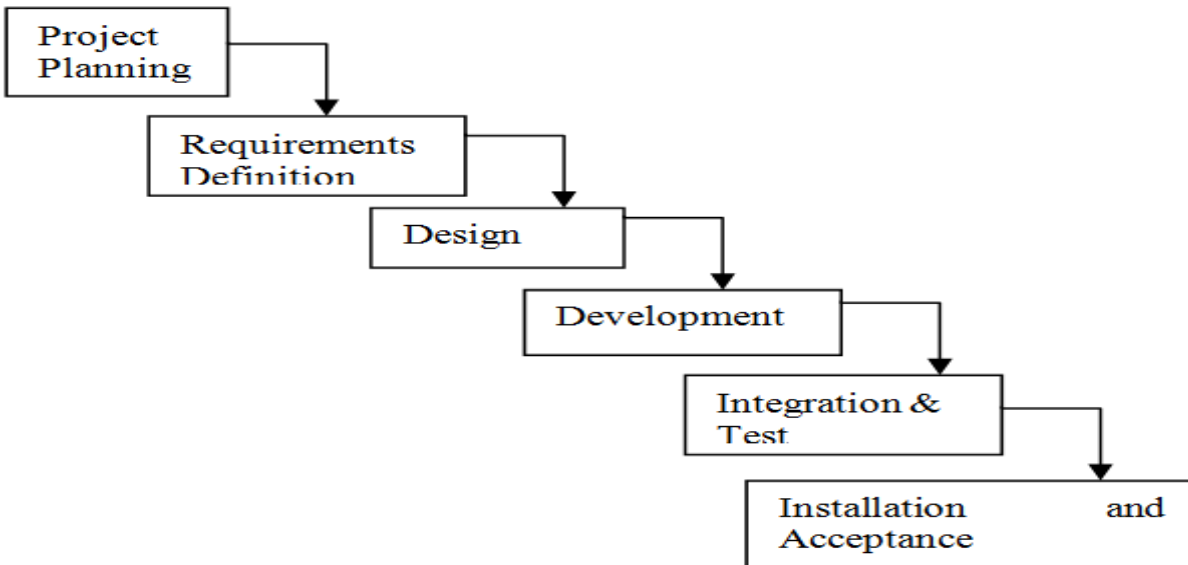 Project
Planning
Requirements
Definition
Design
Development
Integration &
Test
Installation and
Acceptance